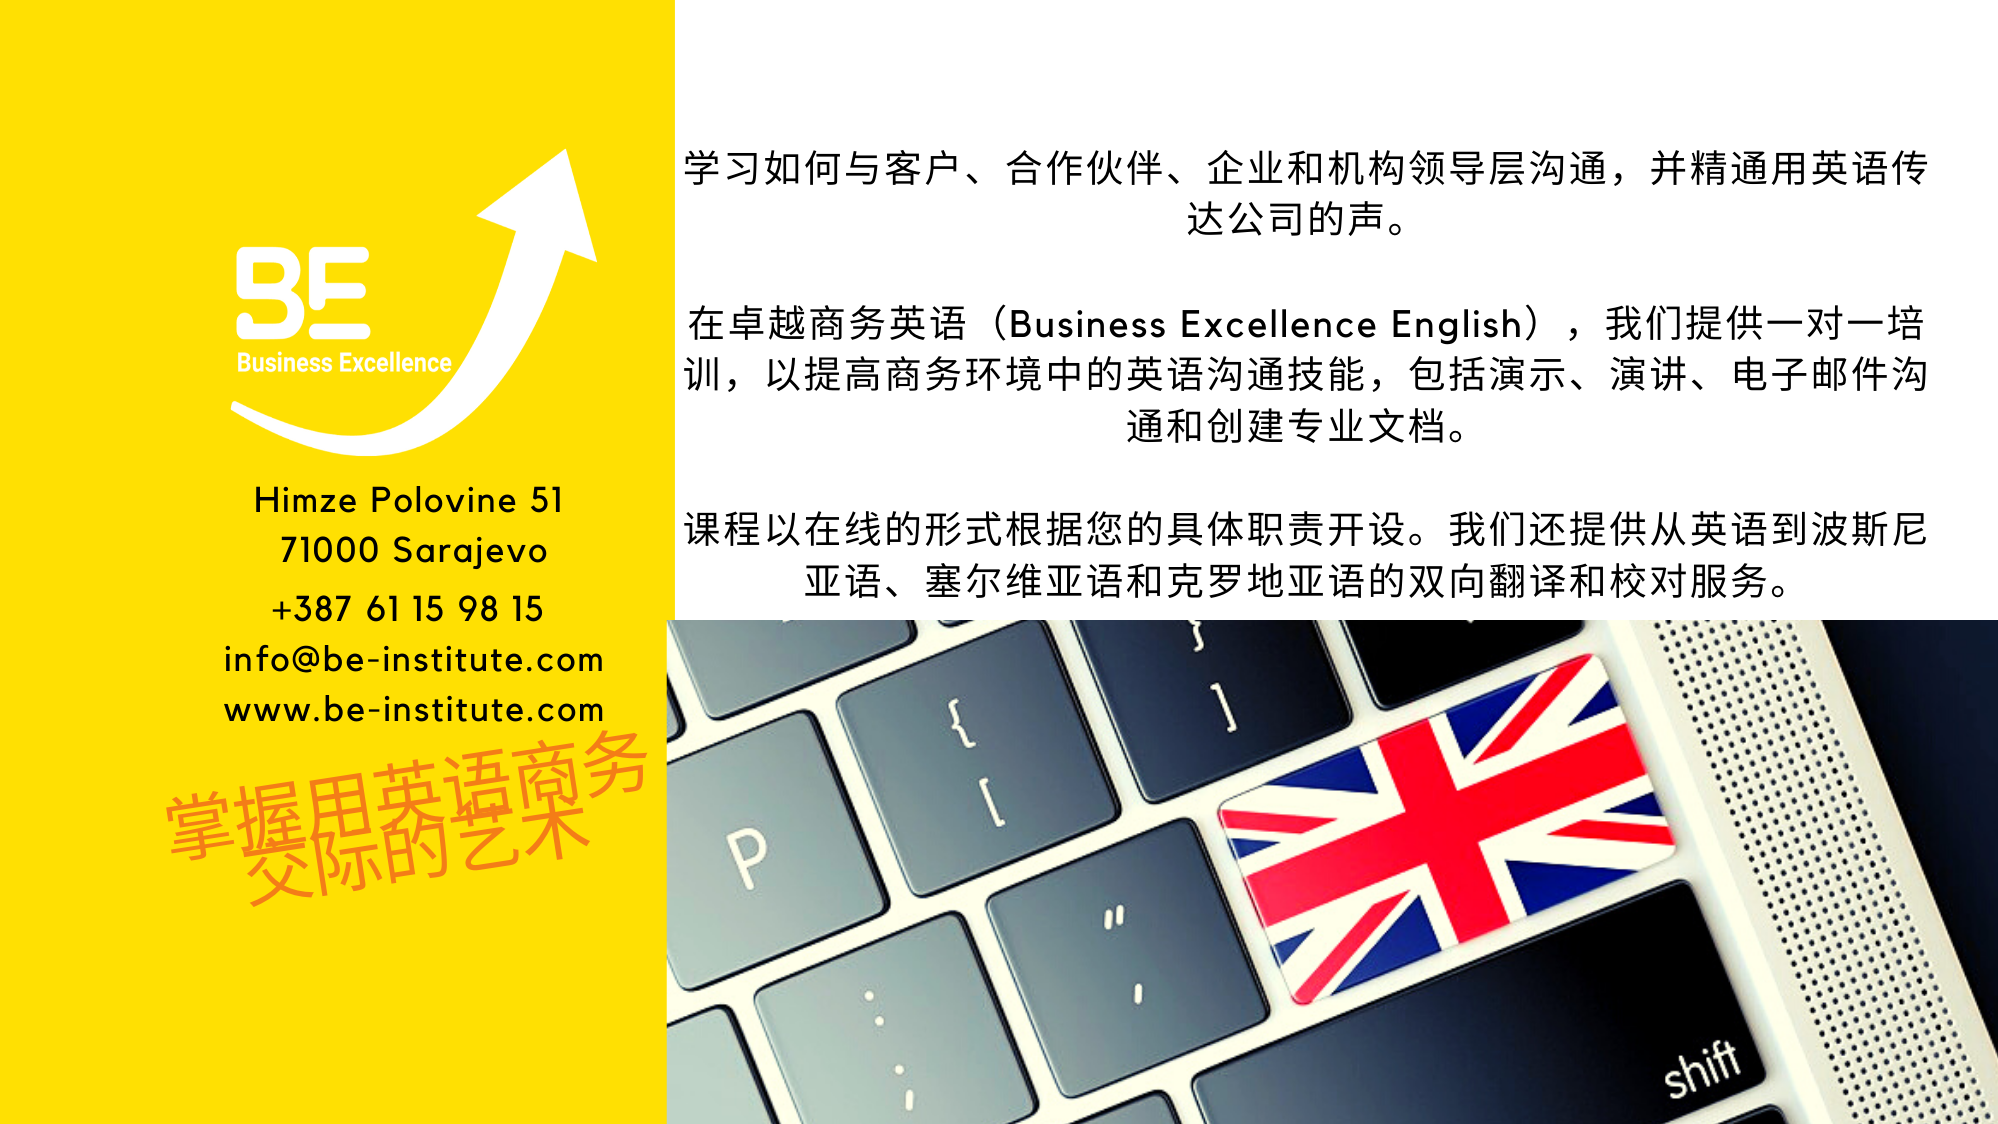 BE
Business Excellence
Himze Polovine 51
71000 Sarajevo
+387 61 15 98 15
info@be-institute.com
www.be-institute.com
掌握用英语商务
交际的艺术
学习如何与客户、合作伙伴、企业和机构领导层沟通，并精通用英语传
达公司的声。
在卓越商务英语（Business Excellence English），我们提供一对一培
训，以提高商务环境中的英语沟通技能，包括演示、演讲、电子邮件沟
通和创建专业文档。
课程以在线的形式根据您的具体职责开设。我们还提供从英语到波斯尼
亚语、塞尔维亚语和克罗地亚语的双向翻译和校对服务。
}
]
{
[
P
"
,
:
;
shift